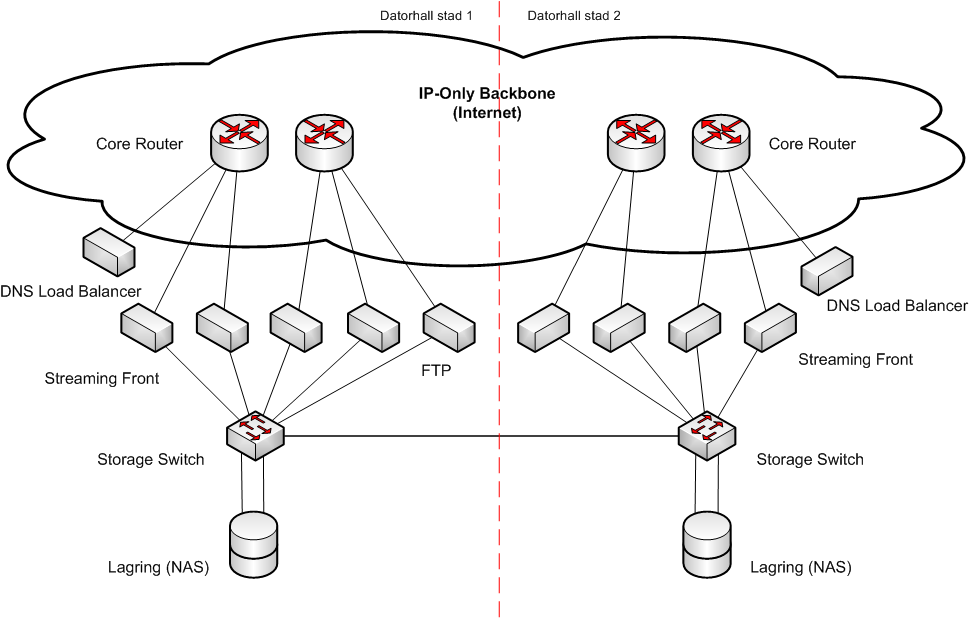 Datorhall stad 1
Datorhall stad 2
IP-Only Backbone
(Internet)
Core Router
Core Router
DNS Load Balancer
DNS Load Balancer
Streaming Front
FTP
Streaming Front
Storage Switch
Storage Switch
Lagring (NAS)
Lagring (NAS)